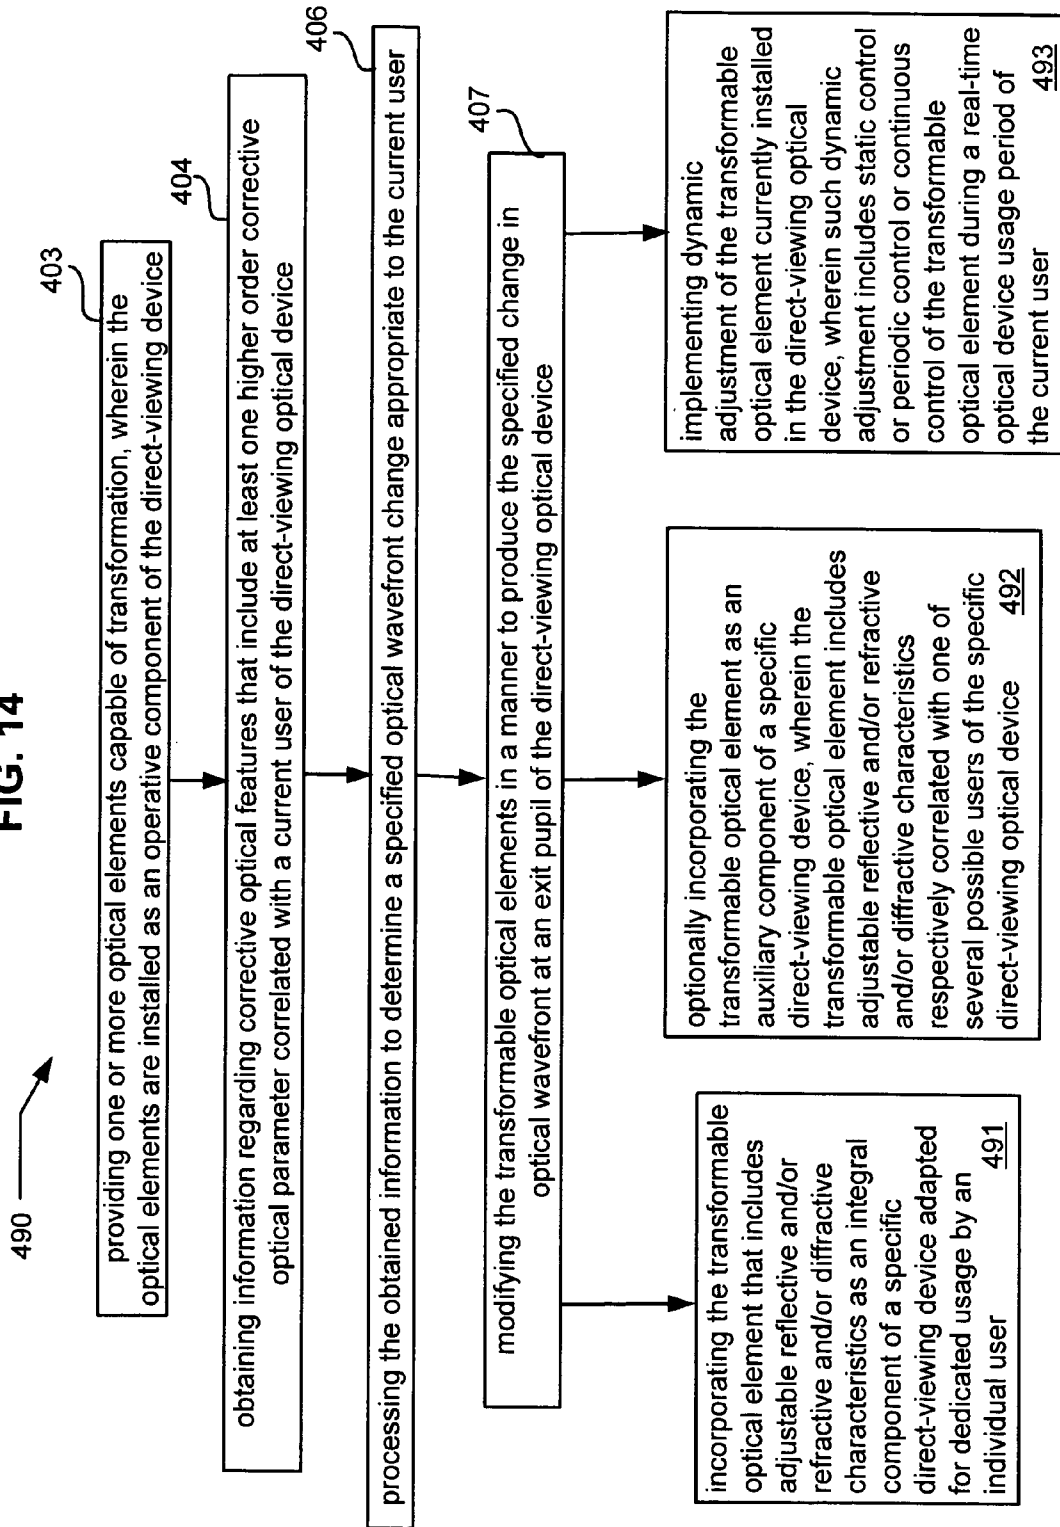 FIG. 14
490
403
providing one or more optical elements capable of transformation, wherein the
optical elements are installed as an operative component of the direct-viewing device
404
obtaining information regarding corrective optical features that include at least one higher order corrective
optical parameter correlated with a current user of the direct-viewing optical device
406
processing the obtained information to determine a specified optical wavefront change appropriate to the current user
407
modifying the transformable optical elements in a manner to produce the specified change in
optical wavefront at an exit pupil of the direct-viewing optical device
incorporating the transformable
optical element that includes
adjustable reflective and/or
refractive and/or diffractive
characteristics as an integral
component of a specific
direct-viewing device adapted
for dedicated usage by an
individual user
491
optionally incorporating the
transformable optical element as an
auxiliary component of a specific
direct-viewing device, wherein the
transformable optical element includes
adjustable reflective and/or refractive
and/or diffractive characteristics
respectively correlated with one of
several possible users of the specific
direct-viewing optical device 492
implementing dynamic
adjustment of the transformable
optical element currently installed
in the direct-viewing optical
device, wherein such dynamic
adjustment includes static control
or periodic control or continuous
control of the transformable
optical element during a real-time
optical device usage period of
the current user 493